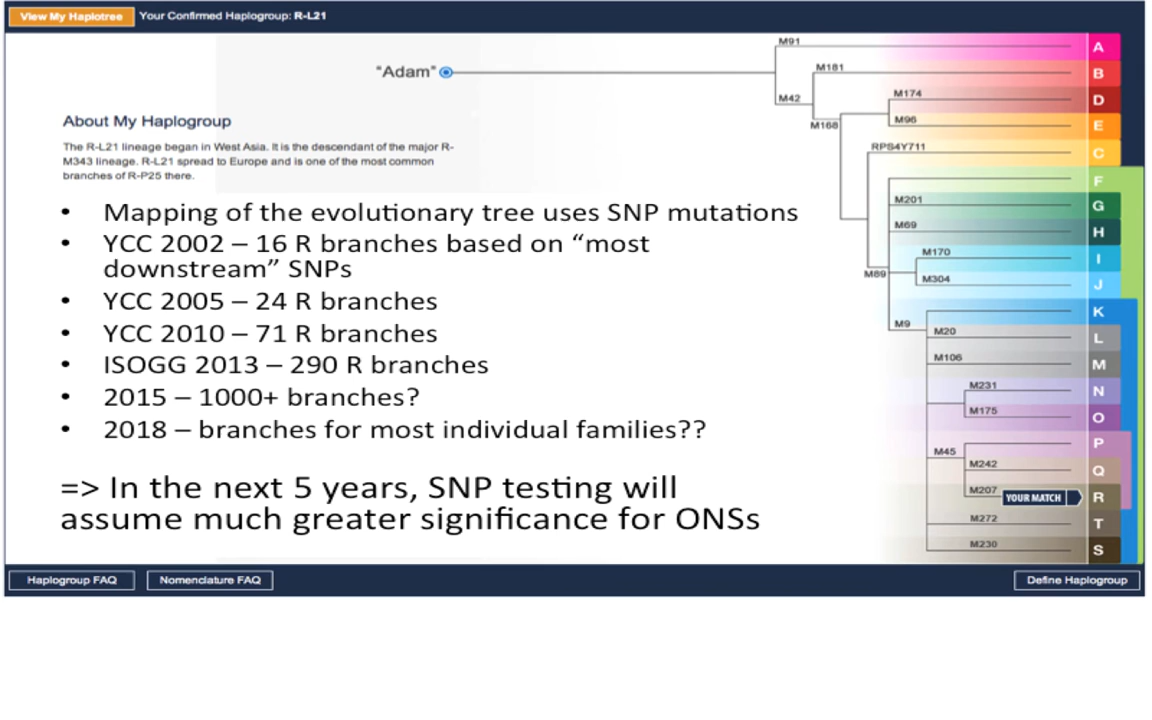 View My Haplotree
Your Confirmed Haplogroup: R-L21
"Adam"
About My Haplogroup
The R-L21 lineage began in West Asia. It is the descendant of the major R-
M343 lineage. R-L21 spread to Europe and is one of the most common
branches of R-P25 there.
• Mapping of the evolutionary tree uses SNP mutations
• YCC 2002 – 16 R branches based on “most
downstream” SNPs
• YCC 2005 – 24 R branches
• YCC 2010 – 71 R branches
• ISOGG 2013 – 290 R branches
• 2015 – 1000+ branches?
• 2018 – branches for most individual families??
=> In the next 5 years, SNP testing will
assume much greater significance for ONSs
M91
A
M181
B
M42
M174
D
M168
M96
E
RPS4Y711
C
F
M201
G
M69
H
M170
I
M89
M304
J
K
M9
M20
L
M106
M
M231
N
M175
O
P
M45
M242
Q
M207
YOUR MATCH
R
M272
T
M230
S
Haplogroup FAQ
Nomenclature FAQ
Define Haplogroup